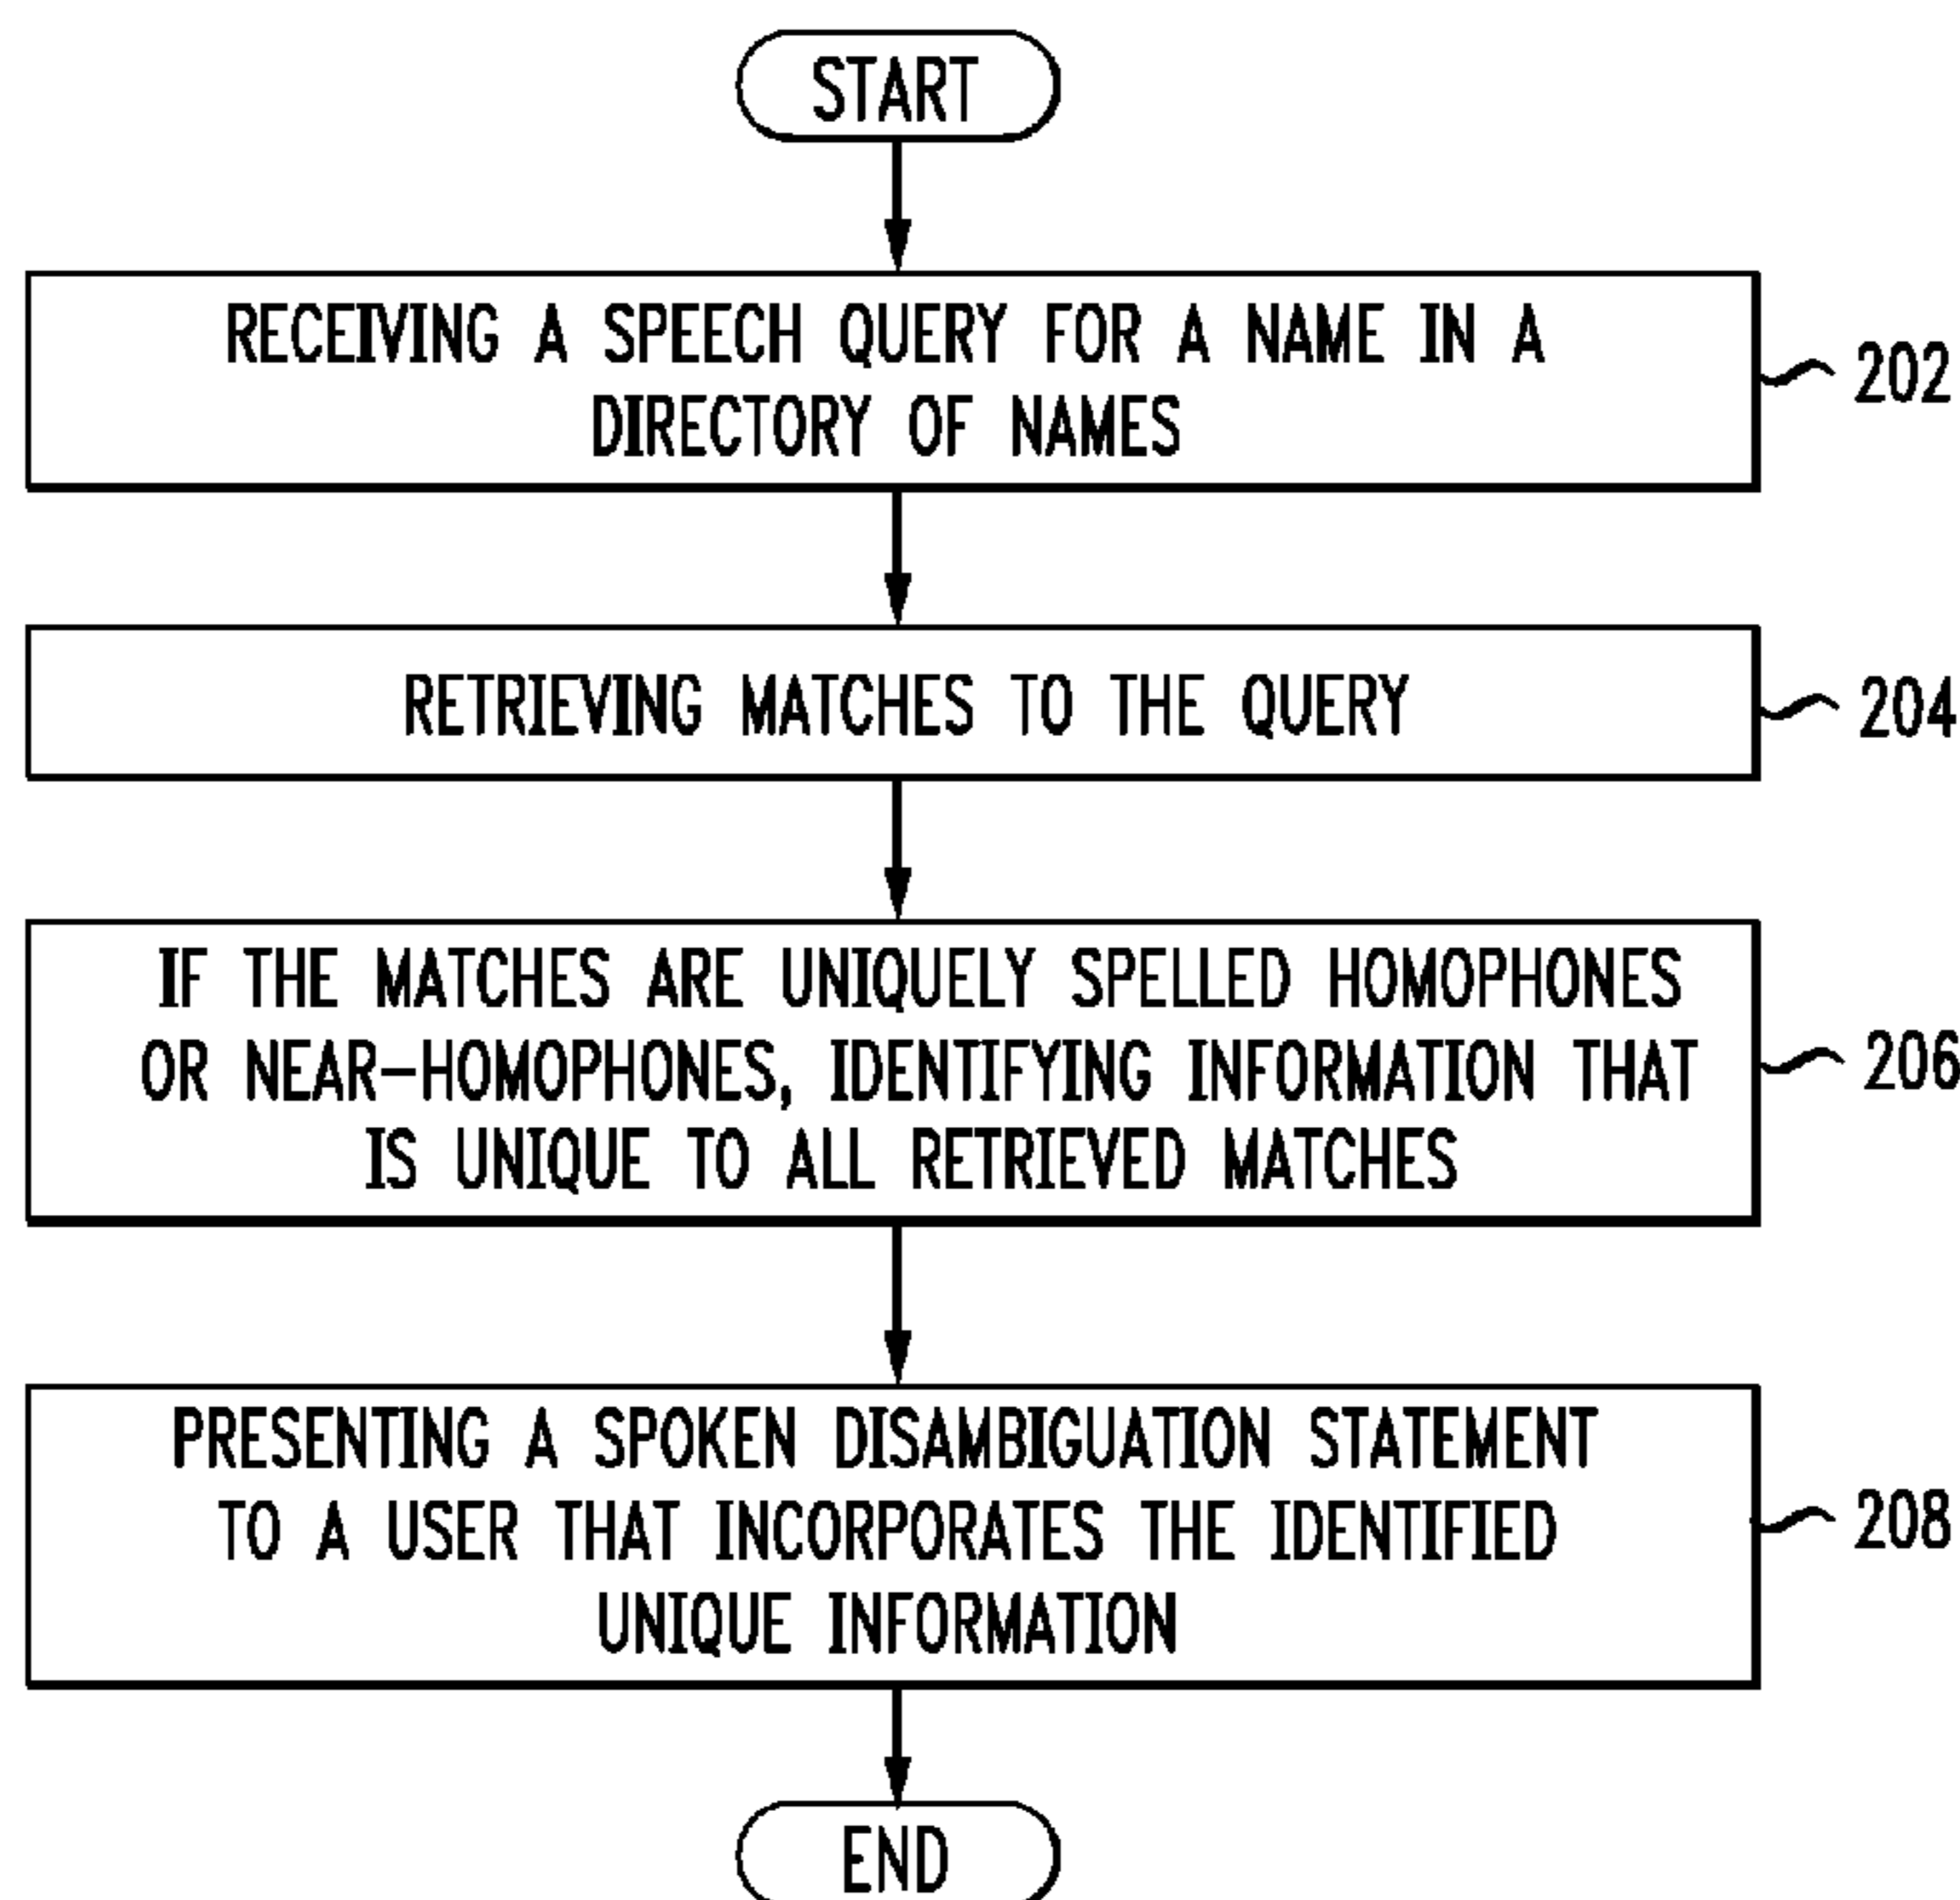 START
RECEIVING A SPEECH QUERY FOR A NAME IN A
DIRECTORY OF NAMES
202
RETRIEVING MATCHES TO THE QUERY
204
IF THE MATCHES ARE UNIQUELY SPELLED HOMOPHONES
OR NEAR-HOMOPHONES, IDENTIFYING INFORMATION THAT
IS UNIQUE TO ALL RETRIEVED MATCHES
206
PRESENTING A SPOKEN DISAMBIGUATION STATEMENT
TO A USER THAT INCORPORATES THE IDENTIFIED
UNIQUE INFORMATION
208
END